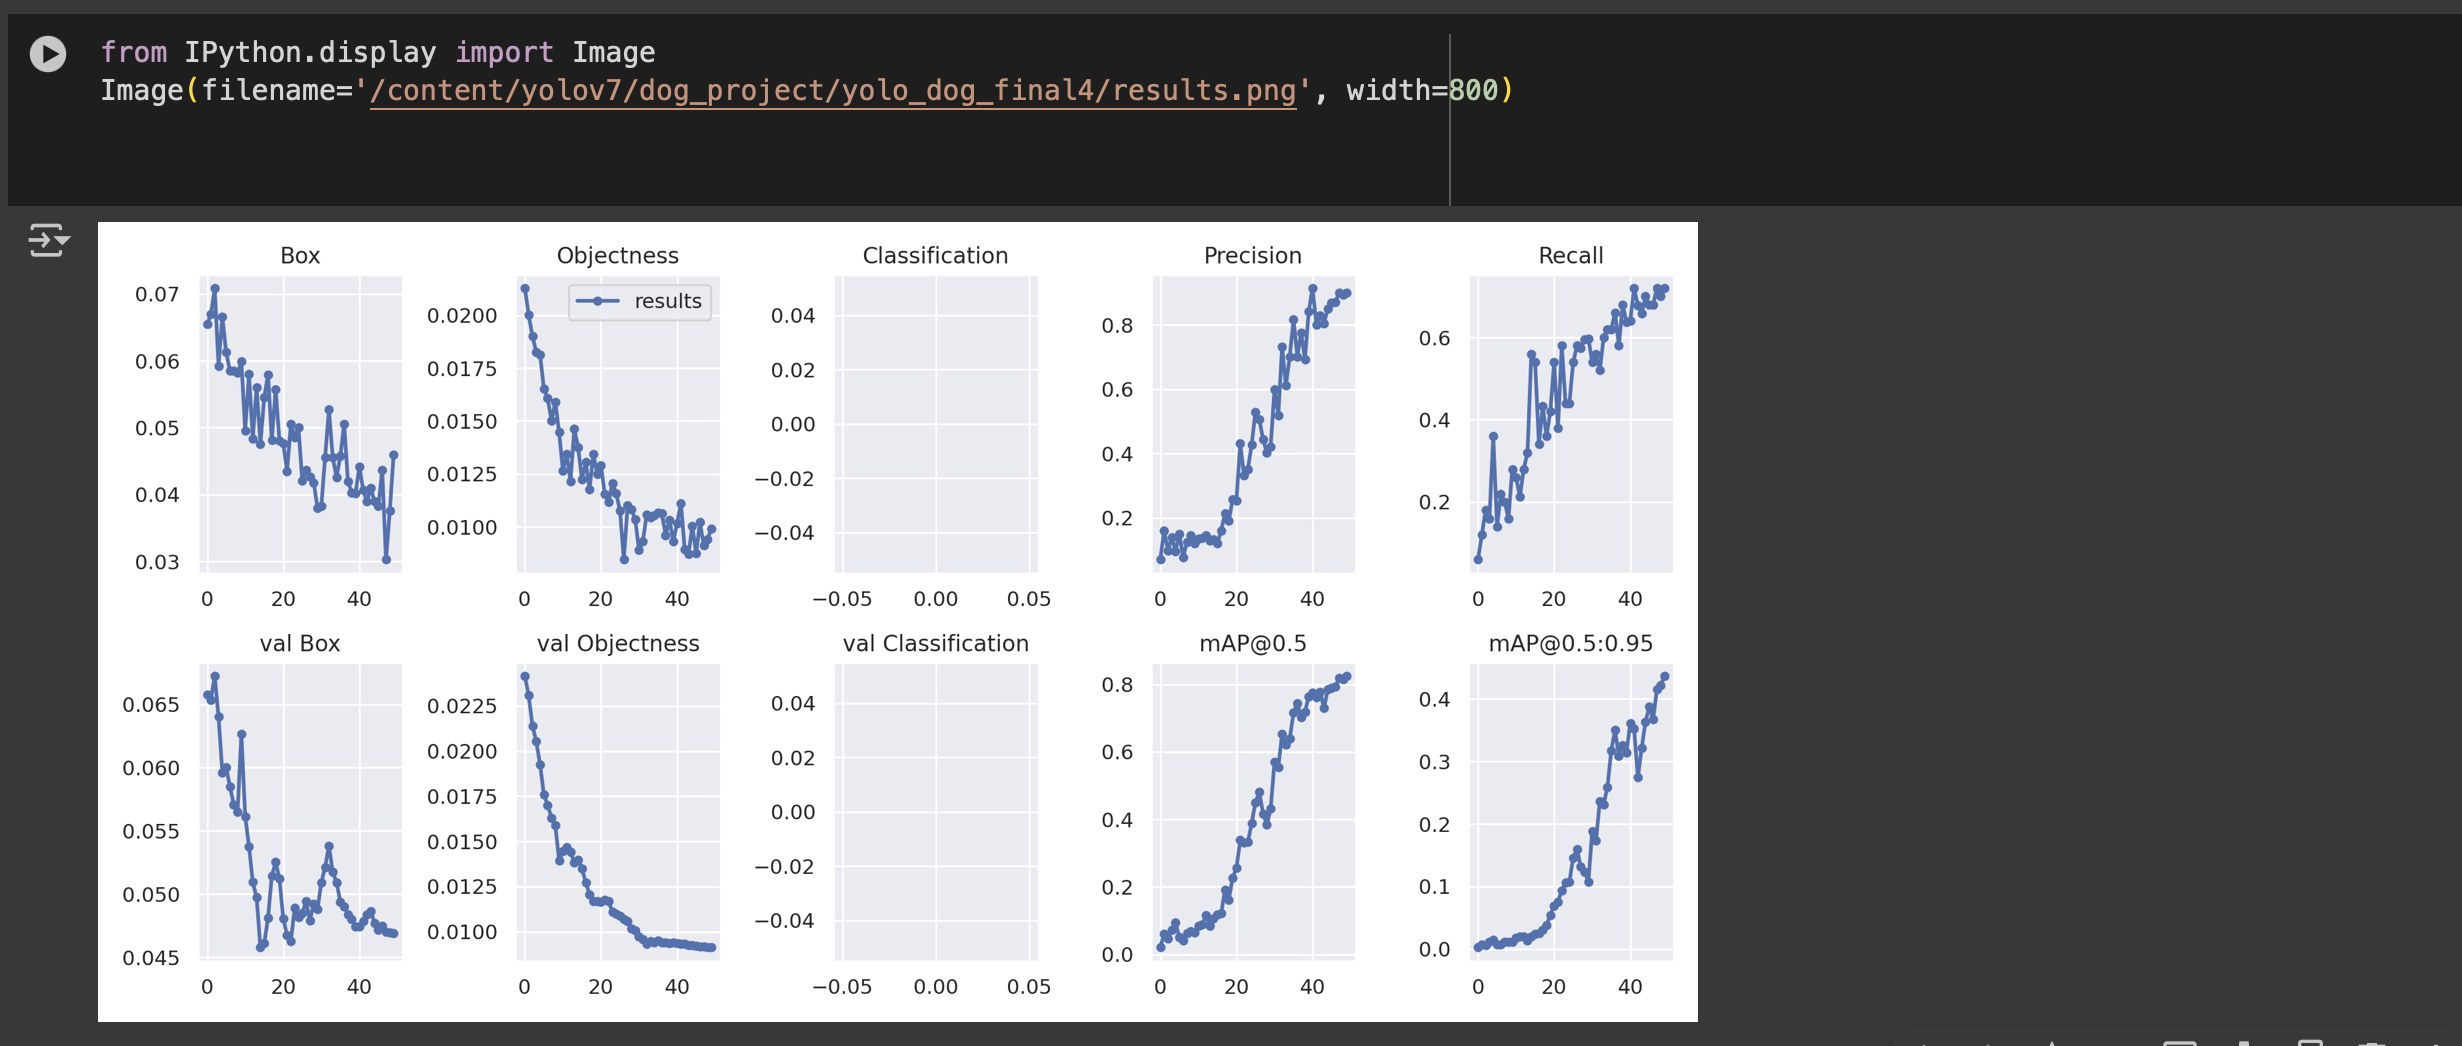 from IPython.display import Image
Image(filename='/content/yolov7/dog_project/yolo_dog_final4/results.png', width=800)
Box
0.07
0.06
0.05
0.04
0.03
0 20 40
Objectness
results
0.0200
0.0175
0.0150
0.0125
0.0100
0 20 40
Classification
0.04
0.02
0.00
−0.02
−0.04
−0.05 0.00 0.05
Precision
0.8
0.6
0.4
0.2
0 20 40
Recall
0.6
0.4
0.2
0 20 40
val Box
0.065
0.060
0.055
0.050
0.045
0 20 40
val Objectness
0.0225
0.0200
0.0175
0.0150
0.0125
0.0100
0 20 40
val Classification
0.04
0.02
0.00
−0.02
−0.04
−0.05 0.00 0.05
mAP@0.5
0.8
0.6
0.4
0.2
0.0
0 20 40
mAP@0.5:0.95
0.4
0.3
0.2
0.1
0.0
0 20 40